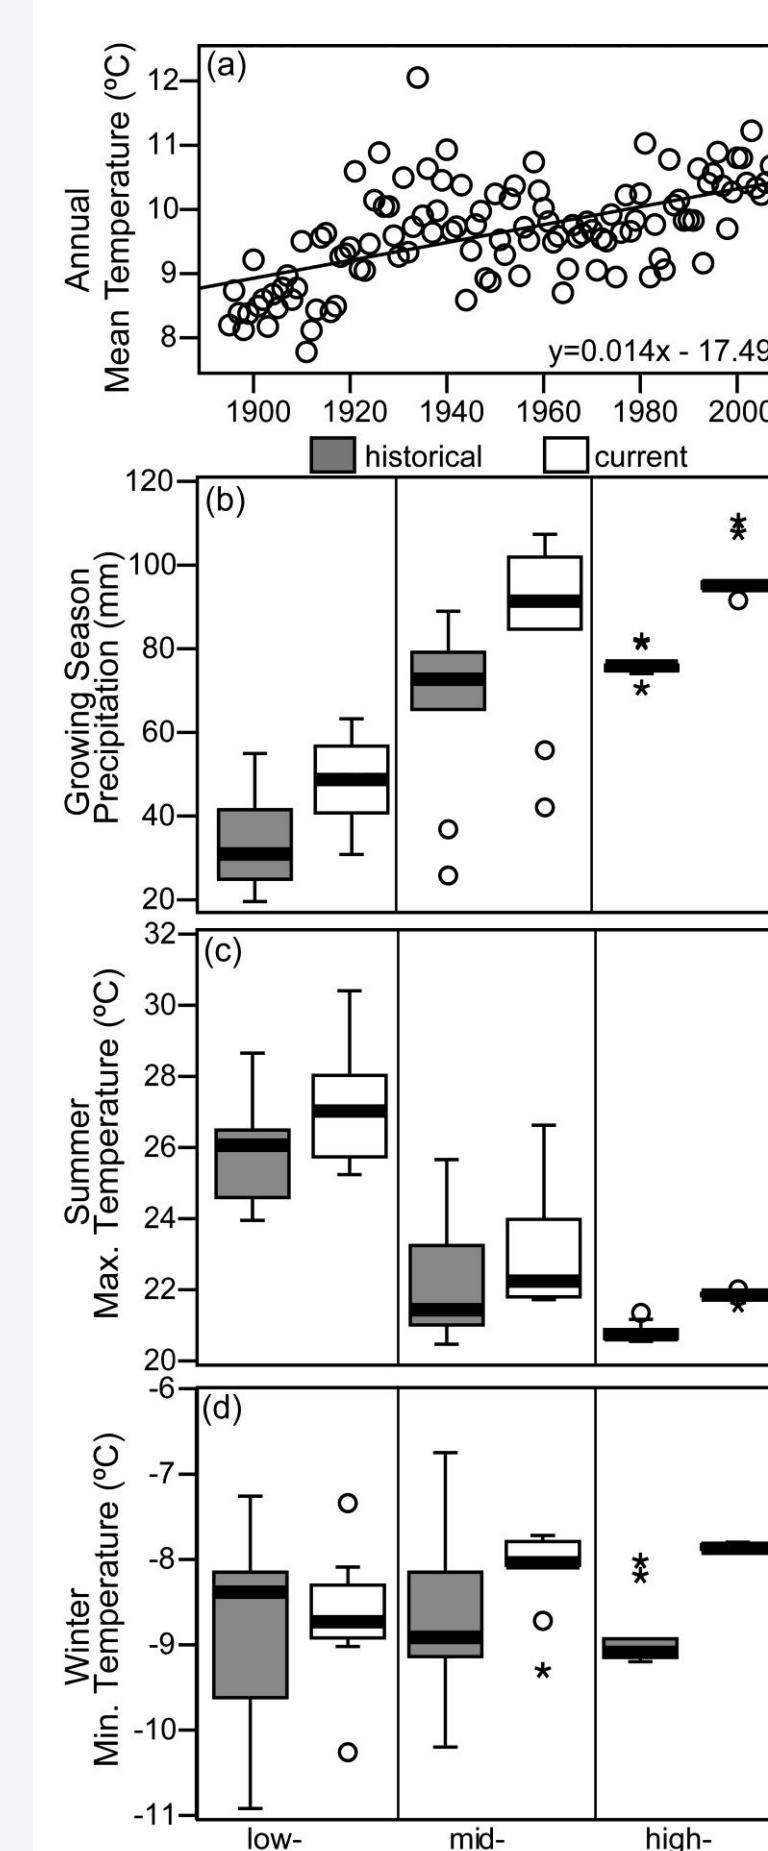 (a)
Annual
Mean Temperature (ºC)
12
11
10
9
8
y=0.014x - 17.49
1900 1920 1940 1960 1980 2000
historical current
(b)
Growing Season
Precipitation (mm)
120
100
80
60
40
20
(c)
Summer
Max. Temperature (ºC)
32
30
28
26
24
22
20
(d)
Winter
Min. Temperature (ºC)
-6
-7
-8
-9
-10
-11
low- mid- high-